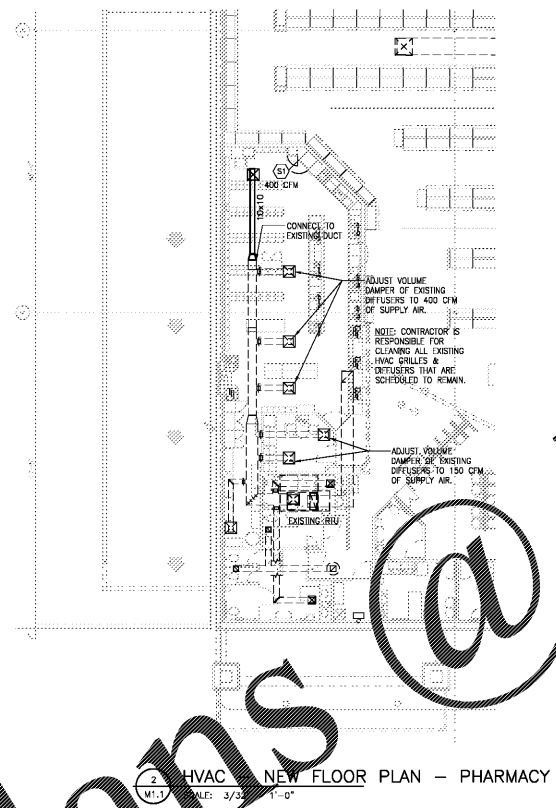 S1
400 CFM
10x10
CONNECT TO
EXISTING DUCT
ADJUST VOLUME
DAMPER OF EXISTING
DIFFUSERS TO 400 CFM
OF SUPPLY AIR.
NOTE: CONTRACTOR IS
RESPONSIBLE FOR
CLEANING ALL EXISTING
HVAC GRILLES &
DIFFUSERS THAT ARE
SCHEDULED TO REMAIN.
ADJUST VOLUME
DAMPER OF EXISTING
DIFFUSERS TO 150 CFM
OF SUPPLY AIR.
EXISTING RTU
2
M1.1
HVAC - NEW FLOOR PLAN - PHARMACY
SCALE: 3/32" 1'-0"
ans @